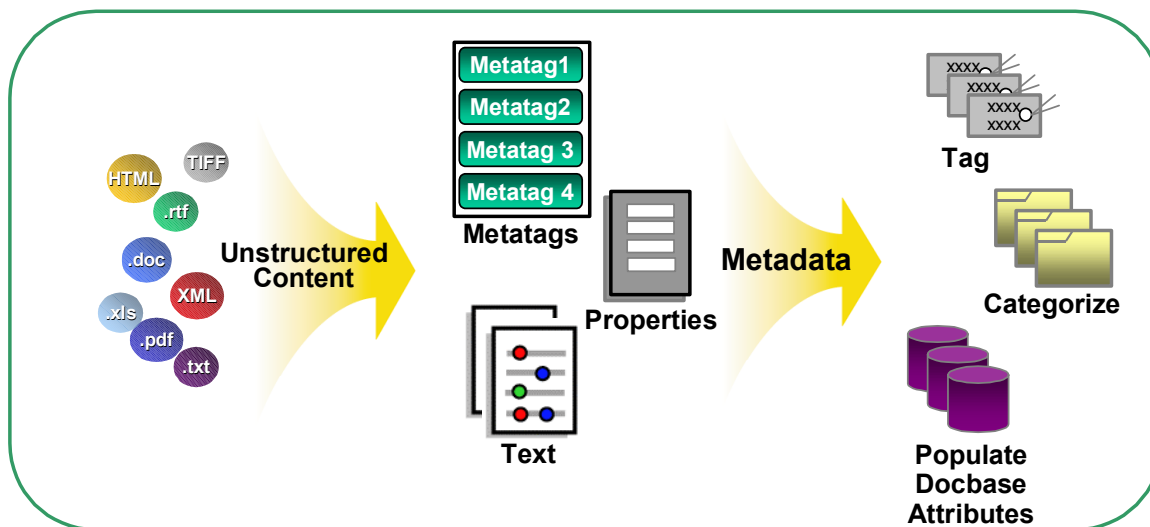 TIFF
HTML
.rtf
.doc
XML
.xls
.pdf
.txt
Unstructured
Content
Metatag1
Metatag2
Metatag 3
Metatag 4
Metatags
Properties
Text
Metadata
XXXX
XXXX
XXXX
XXXX
Tag
Categorize
Populate
Docbase
Attributes